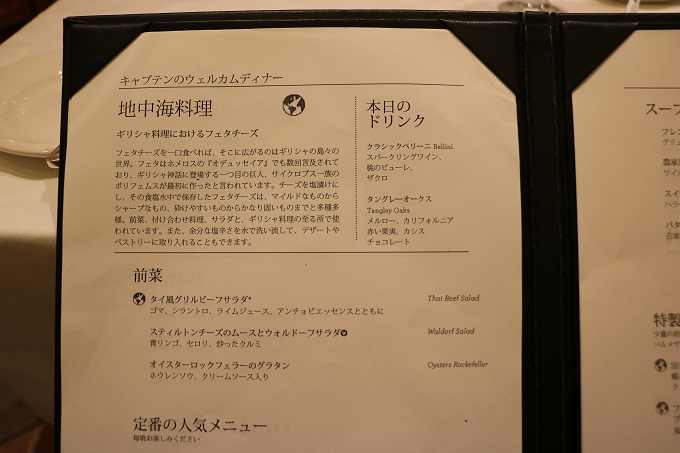 キャプテンのウェルカムディナー
地中海料理
ギリシャ料理におけるフェタチーズ
フェタチーズを一口食べれば、そこに広がるのはギリシャの島々の
世界。フェタはホメロスの『オデュッセイア』でも数回言及されて
おり、ギリシャ神話に登場する一つ目の巨人、サイクロプス一族の
ポリフェムスが最初に作ったと言われています。チーズを塩漬けに
し、その食塩水中で保存したフェタチーズは、マイルドなものから
シャープなもの、砕けやすいものからかなり固いものまでと多種多
様。前菜、付け合わせ料理、サラダと、ギリシャ料理の至る所で使
われています。また、余分な塩辛さを水で洗い流して、デザートや
ペストリーに取り入れることもできます。
本日の
ドリンク
クラシックベリーニ Bellini
スパークリングワイン、
桃のピューレ、
ザクロ
タングレーオークス
Tangley Oaks
メルロー、カリフォルニア
赤い果実、カシス
チョコレート
前菜
タイ風グリルビーフサラダ*
Thai Beef Salad
ゴマ、シラントロ、ライムジュース、アンチョビエッセンスとともに
スティルトンチーズのムースとウォルドーフサラダV
Waldorf Salad
青リンゴ、セロリ、炒ったクルミ
オイスターロックフェラーのグラタン
Oysters Rockefeller
ホウレンソウ、クリームソース入り
定番の人気メニュー
毎晩お楽しみください
スープ
フレン
グリュ
農家
スイ
ハラ
特製